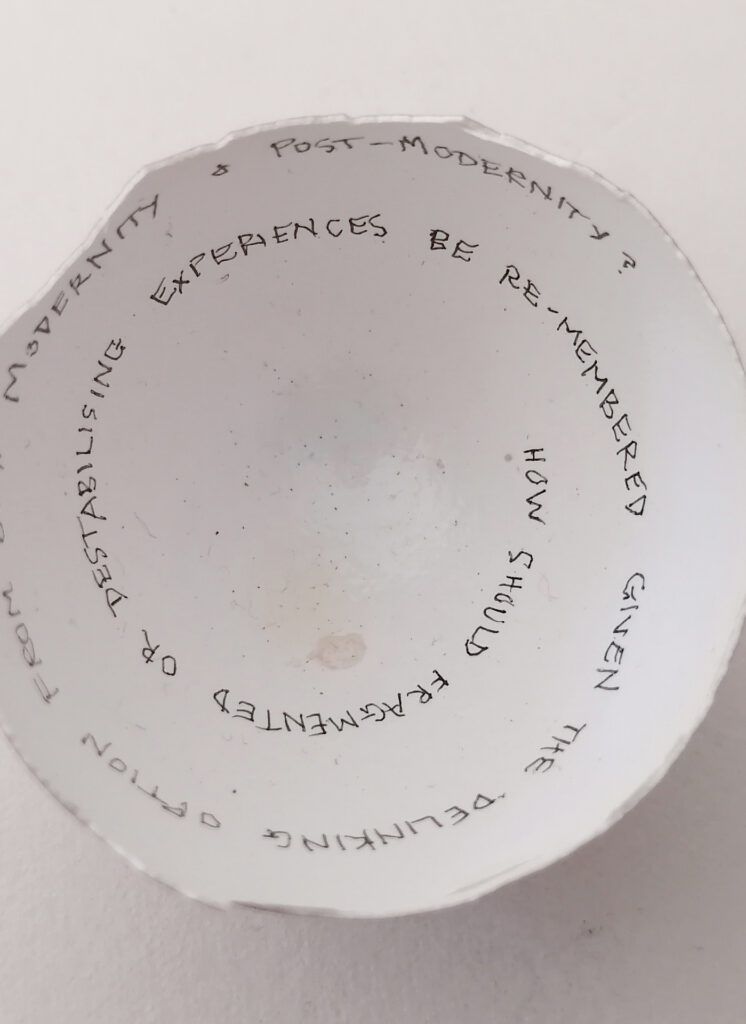 HOW SHOULD FRAGMENTED OR DESTABILISING EXPERIENCES BE RE-MEMBERED GIVEN THE DELINKING OPTION FROM MODERNITY & POST-MODERNITY?